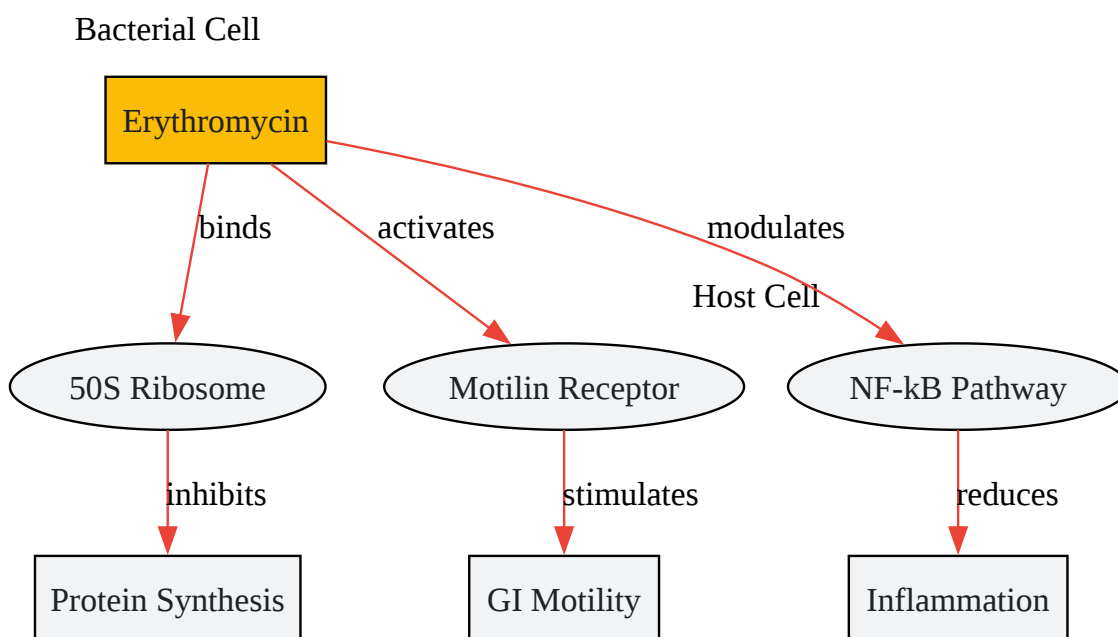 Bacterial Cell
Erythromycin
binds
activates
modulates
Host Cell
50S Ribosome
Motilin Receptor
NF-kB Pathway
inhibits
stimulates
reduces
Protein Synthesis
GI Motility
Inflammation